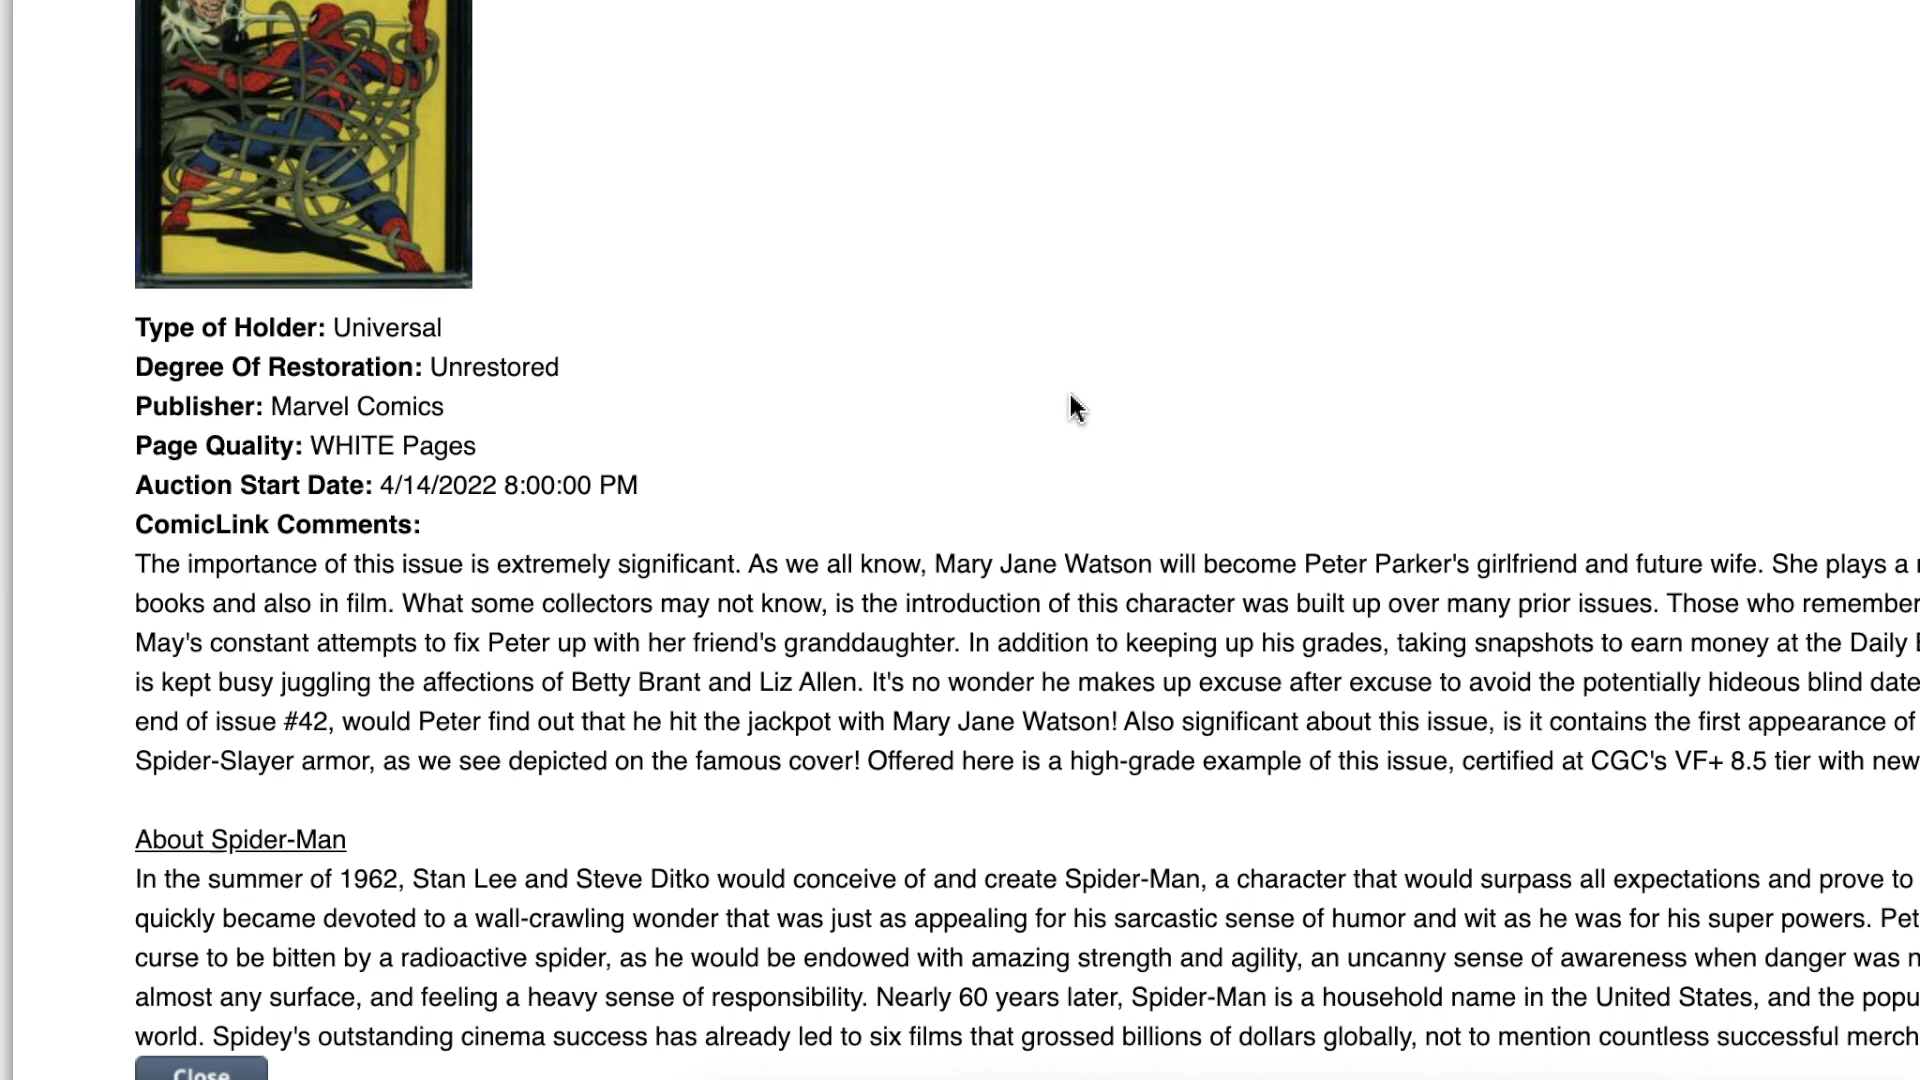 Type of Holder: Universal
Degree Of Restoration: Unrestored
Publisher: Marvel Comics
Page Quality: WHITE Pages
Auction Start Date: 4/14/2022 8:00:00 PM
ComicLink Comments:
The importance of this issue is extremely significant. As we all know, Mary Jane Watson will become Peter Parker's girlfriend and future wife. She plays a
books and also in film. What some collectors may not know, is the introduction of this character was built up over many prior issues. Those who remember
May's constant attempts to fix Peter up with her friend's granddaughter. In addition to keeping up his grades, taking snapshots to earn money at the Daily
is kept busy juggling the affections of Betty Brant and Liz Allen. It's no wonder he makes up excuse after excuse to avoid the potentially hideous blind date
end of issue #42, would Peter find out that he hit the jackpot with Mary Jane Watson! Also significant about this issue, is it contains the first appearance of
Spider-Slayer armor, as we see depicted on the famous cover! Offered here is a high-grade example of this issue, certified at CGC's VF+ 8.5 tier with new
About Spider-Man
In the summer of 1962, Stan Lee and Steve Ditko would conceive of and create Spider-Man, a character that would surpass all expectations and prove to
quickly became devoted to a wall-crawling wonder that was just as appealing for his sarcastic sense of humor and wit as he was for his super powers. Pet
curse to be bitten by a radioactive spider, as he would be endowed with amazing strength and agility, an uncanny sense of awareness when danger was
almost any surface, and feeling a heavy sense of responsibility. Nearly 60 years later, Spider-Man is a household name in the United States, and the popu
world. Spidey's outstanding cinema success has already led to six films that grossed billions of dollars globally, not to mention countless successful merch
Close